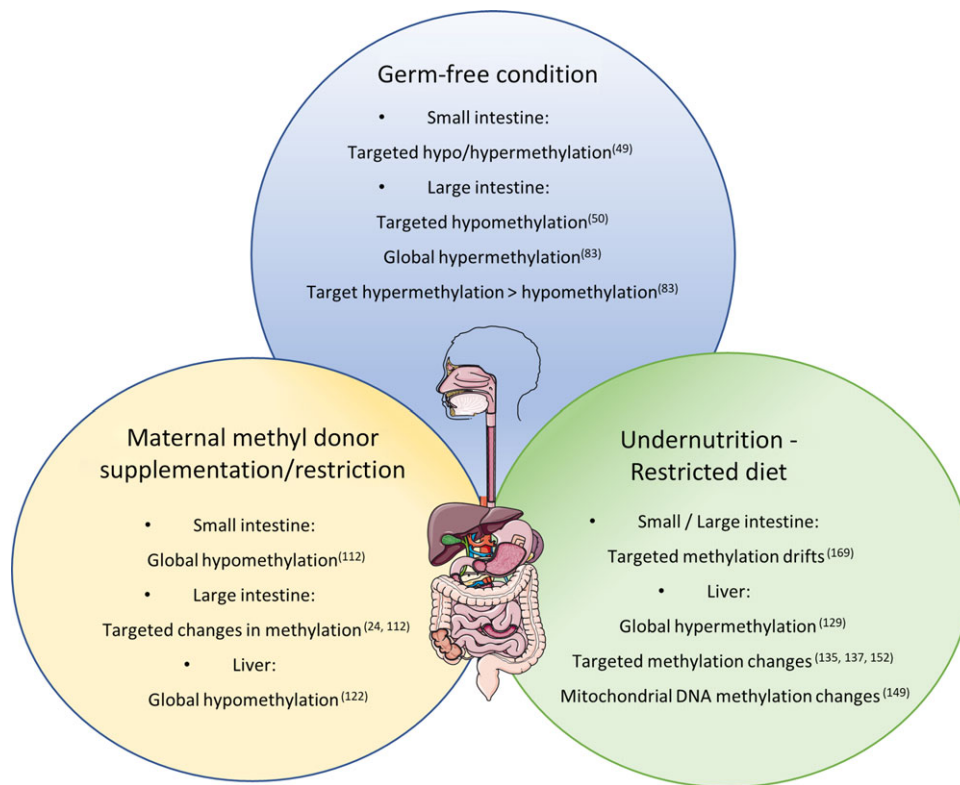 Germ-free condition
• Small intestine:
Targeted hypo/hypermethylation(49)
• Large intestine:
Targeted hypomethylation(50)
Global hypermethylation(83)
Target hypermethylation > hypomethylation(83)
Maternal methyl donor
supplementation/restriction
• Small intestine:
Global hypomethylation(112)
• Large intestine:
Targeted changes in methylation(24, 112)
• Liver:
Global hypomethylation(122)
Undernutrition -
Restricted diet
• Small / Large intestine:
Targeted methylation drifts(169)
• Liver:
Global hypermethylation(129)
Targeted methylation changes(135, 137, 152)
Mitochondrial DNA methylation changes(149)